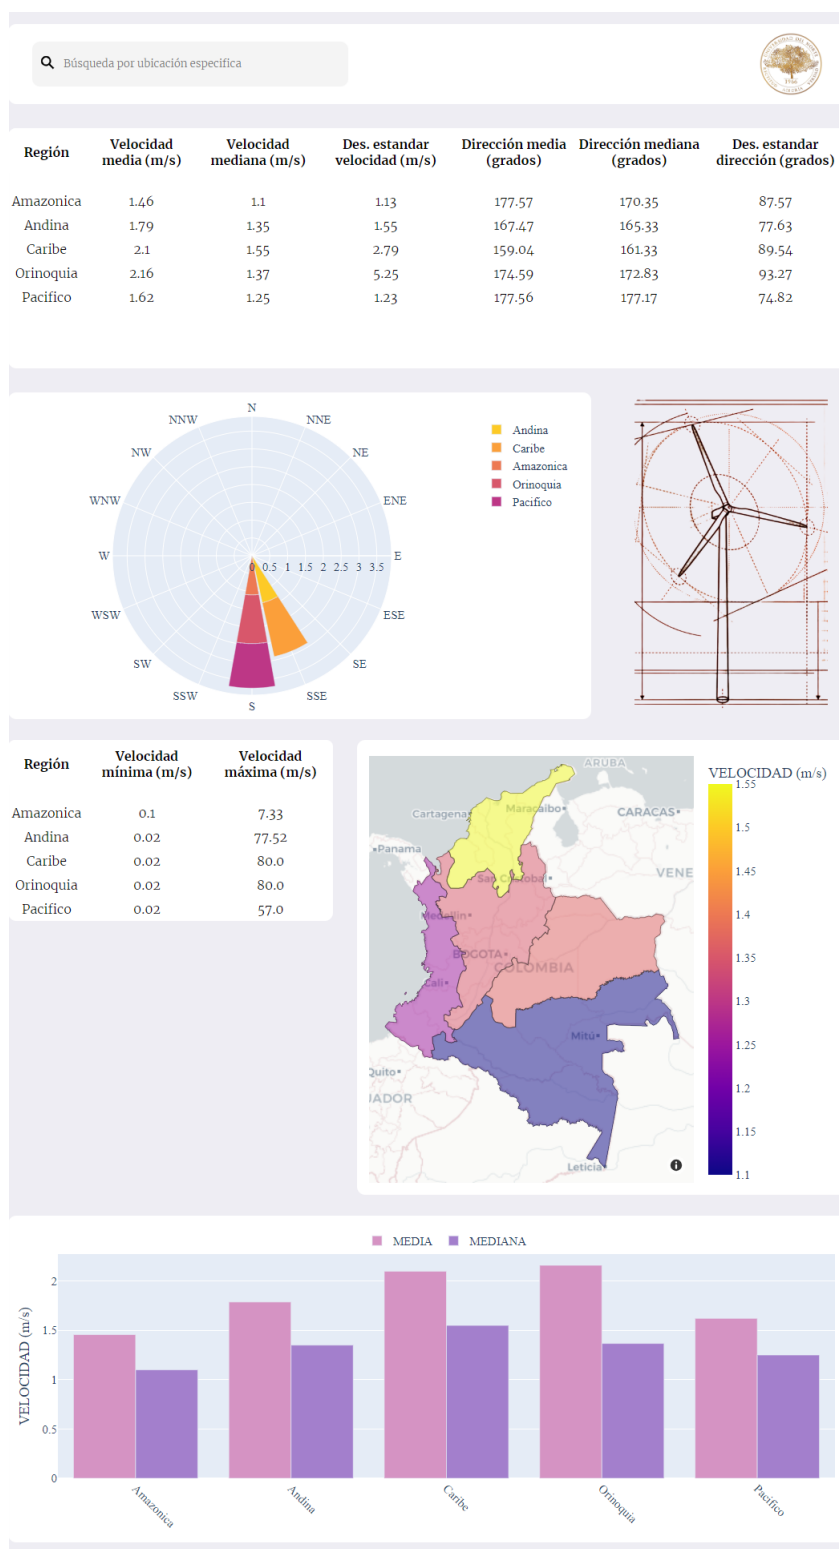 Búsqueda por ubicación especifica
UNIVERSIDAD DEL NORTE
1966
Región Velocidad media (m/s) Velocidad mediana (m/s) Des. estandar velocidad (m/s) Dirección media (grados) Dirección mediana (grados) Des. estandar dirección (grados)
Amazonica 1.46 1.1 1.13 177.57 170.35 87.57
Andina 1.79 1.35 1.55 167.47 165.33 77.63
Caribe 2.1 1.55 2.79 159.04 161.33 89.54
Orinoquia 2.16 1.37 5.25 174.59 172.83 93.27
Pacifico 1.62 1.25 1.23 177.56 177.17 74.82
N
NNW NNE
NW NE
WNW ENE
W E
0 0.5 1 1.5 2 2.5 3 3.5
WSW ESE
SW SE
SSW SSE
S
Andina
Caribe
Amazonica
Orinoquia
Pacifico
Región Velocidad mínima (m/s) Velocidad máxima (m/s)
Amazonica 0.1 7.33
Andina 0.02 77.52
Caribe 0.02 80.0
Orinoquia 0.02 80.0
Pacifico 0.02 57.0
ARUBA
Cartagena Maracaibo CARACAS
Panama
San Cristobal VENE
Medellín
BOGOTA
COLOMBIA
Cali
Mitú
Quito
UADOR
Leticia
VELOCIDAD (m/s)
1.55
1.5
1.45
1.4
1.35
1.3
1.25
1.2
1.15
1.1
MEDIA MEDIANA
VELOCIDAD (m/s)
2
1.5
1
0.5
0
Amazonica Andina Caribe Orinoquia Pacifico